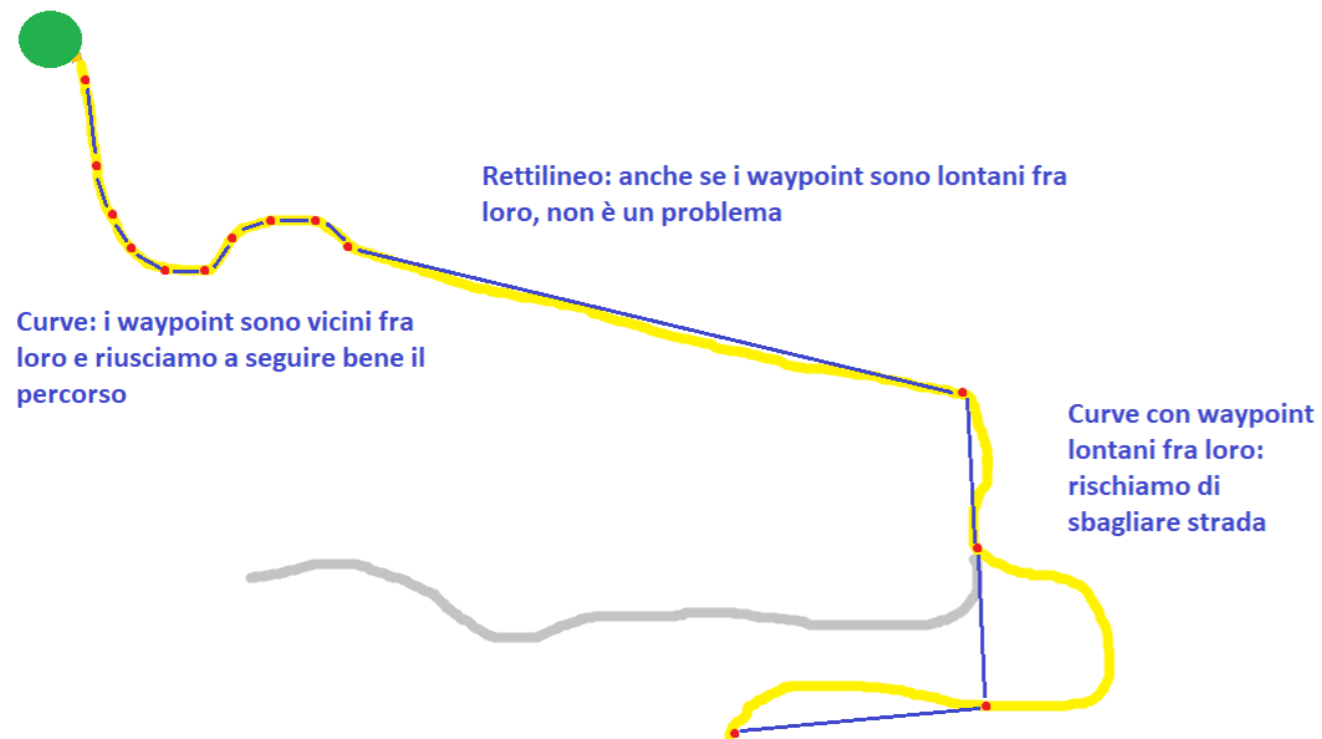 Rettilineo: anche se i waypoint sono lontani fra
loro, non è un problema
Curve: i waypoint sono vicini fra
loro e riusciamo a seguire bene il
percorso
Curve con waypoint
lontani fra loro:
rischiamo di
sbagliare strada